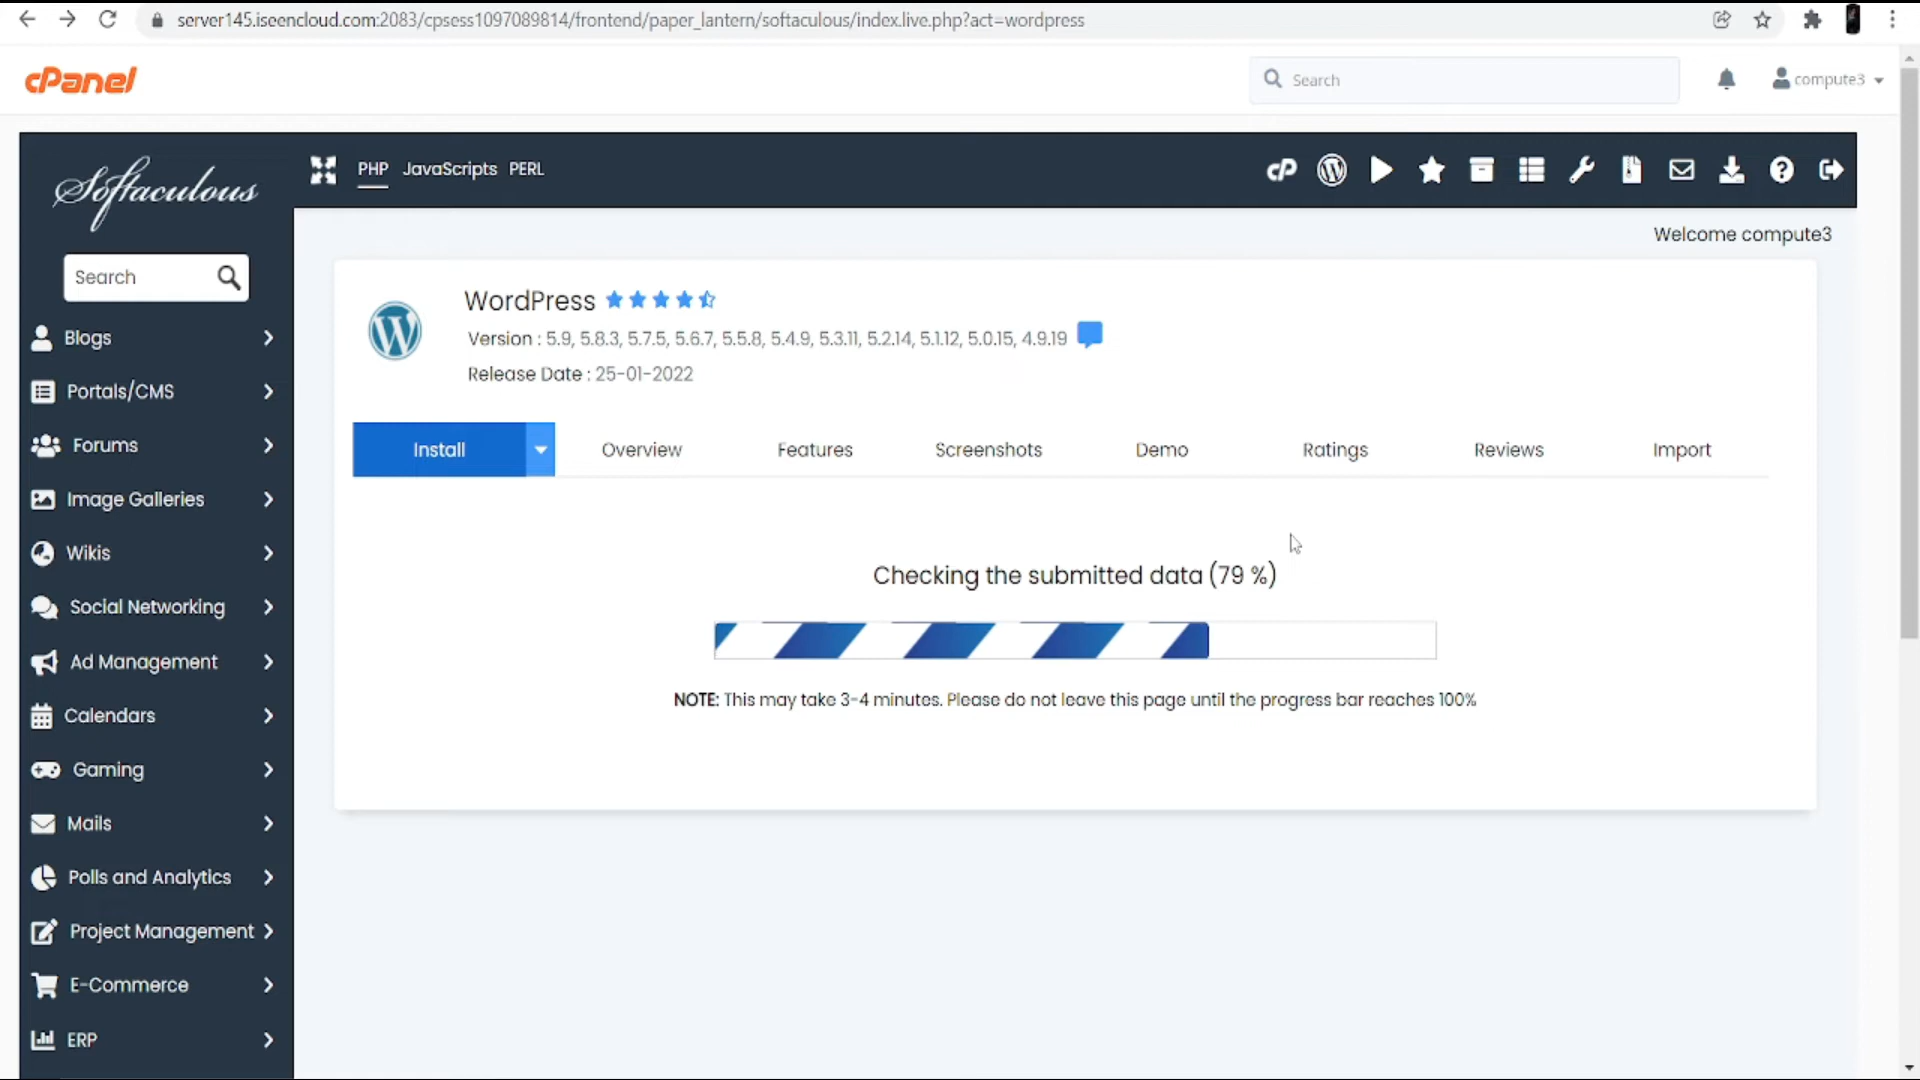 server145.iseencloud.com:2083/cpsess1097089814/frontend/paper_lantern/softaculous/index.live.php?act=wordpress
cPanel
Search
compute3
Softaculous
PHP JavaScripts PERL
Welcome compute3
Search
Blogs
Portals/CMS
Forums
Image Galleries
Wikis
Social Networking
Ad Management
Calendars
Gaming
Mails
Polls and Analytics
Project Management
E-Commerce
ERP
WordPress
Version : 5.9, 5.8.3, 5.7.5, 5.6.7, 5.5.8, 5.4.9, 5.3.11, 5.2.14, 5.1.12, 5.0.15, 4.9.19
Release Date : 25-01-2022
Install Overview Features Screenshots Demo Ratings Reviews Import
Checking the submitted data (79 %)
NOTE: This may take 3-4 minutes. Please do not leave this page until the progress bar reaches 100%